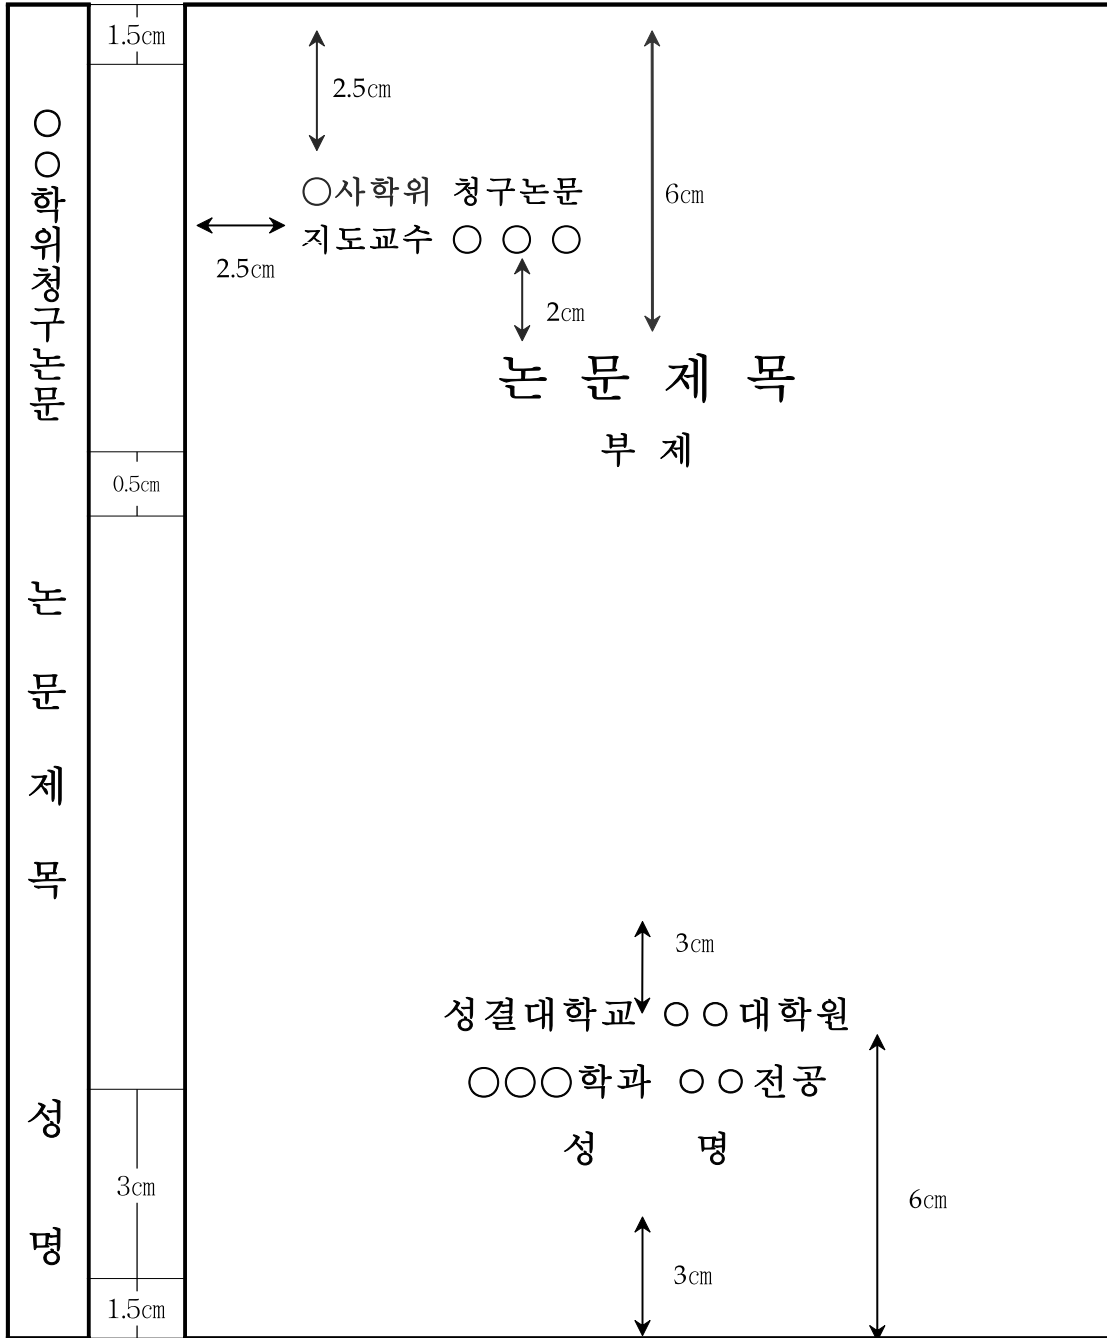 ○○학위청구논문
논문제목
성명
1.5cm
0.5cm
3cm
1.5cm
2.5cm
6cm
○사학위 청구논문
지도교수 ○ ○ ○
2.5cm
2cm
논 문 제 목
부 제
3cm
성결대학교 ○○대학원
○○○학과 ○○전공
성 명
6cm
3cm